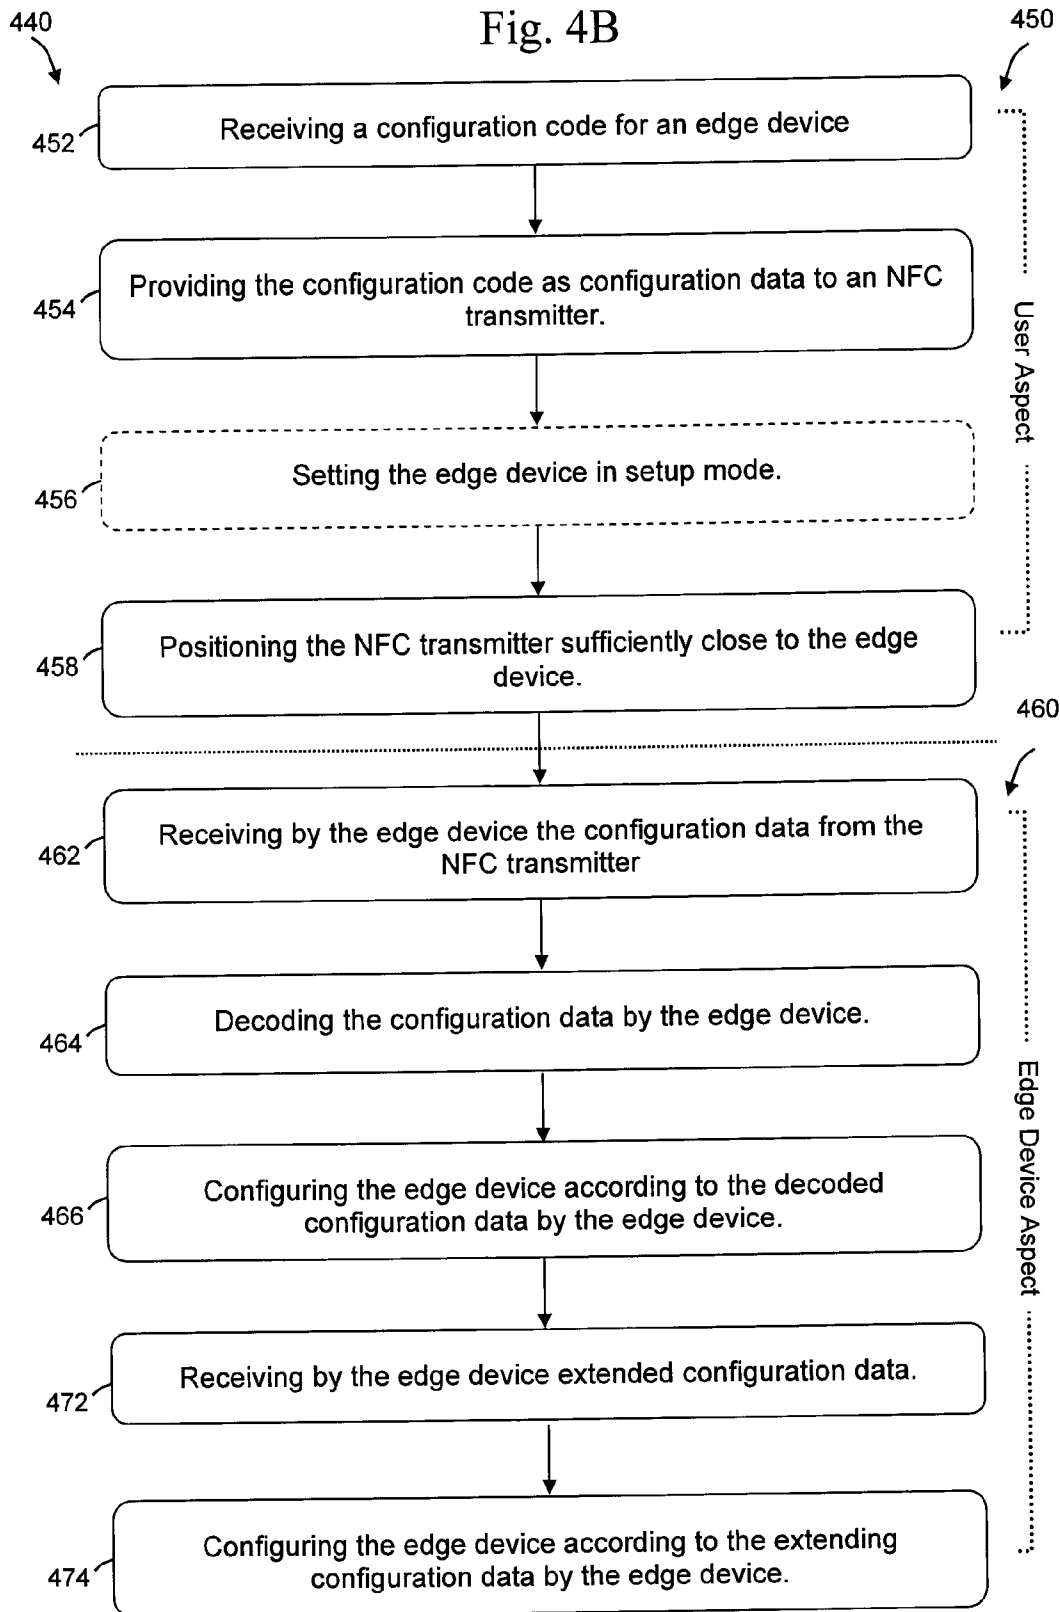 440
Fig. 4B
450
452
Receiving a configuration code for an edge device
454
Providing the configuration code as configuration data to an NFC
transmitter.
User Aspect
456
Setting the edge device in setup mode.
458
Positioning the NFC transmitter sufficiently close to the edge
device.
460
462
Receiving by the edge device the configuration data from the
NFC transmitter
464
Decoding the configuration data by the edge device.
Edge Device Aspect
466
Configuring the edge device according to the decoded
configuration data by the edge device.
472
Receiving by the edge device extended configuration data.
474
Configuring the edge device according to the extending
configuration data by the edge device.